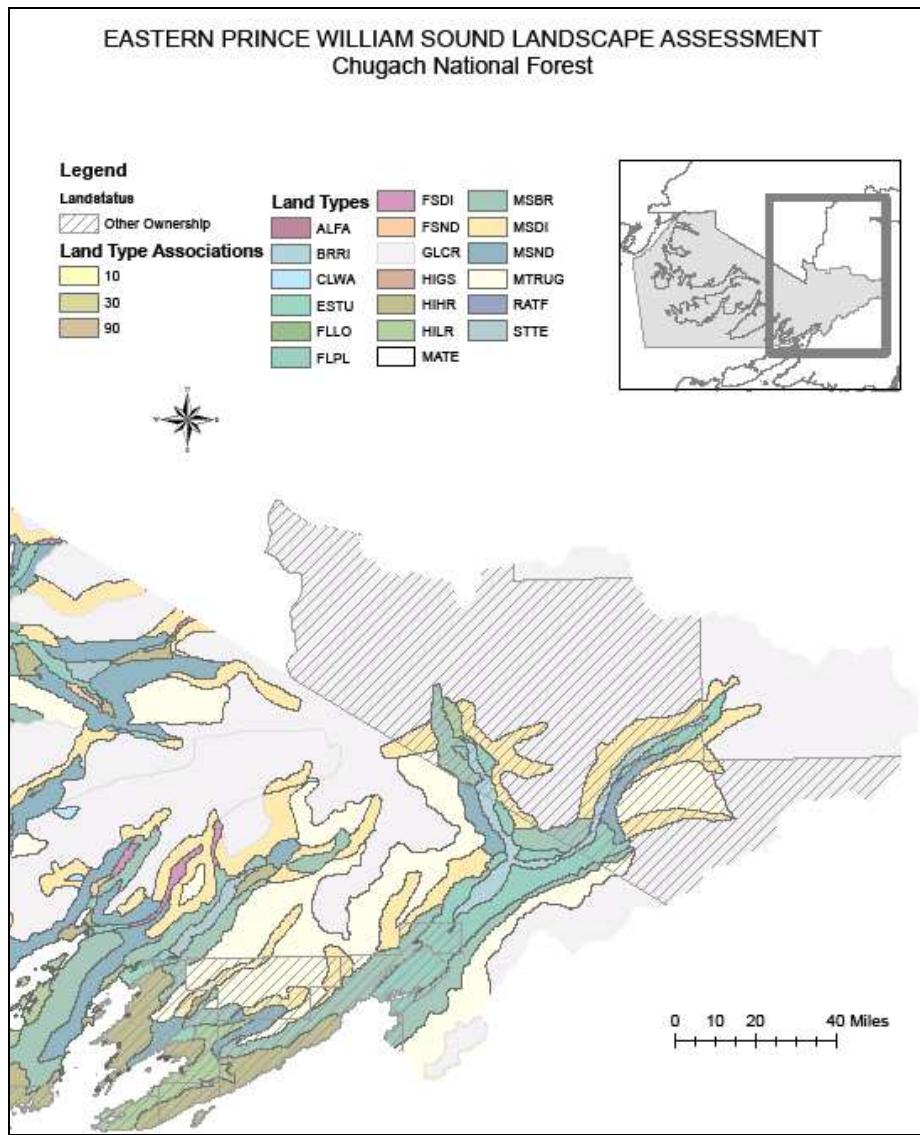 EASTERN PRINCE WILLIAM SOUND LANDSCAPE ASSESSMENT
Chugach National Forest
Legend
Landstatus
Other Ownership
Land Type Associations
10
30
90
Land Types
ALFA
BRRI
CLWA
ESTU
FLLO
FLPL
FSDI
FSND
GLCR
HIGS
HIHR
HILR
MATE
MSBR
MSDI
MSND
MTRUG
RATF
STTE
0 10 20 40 Miles